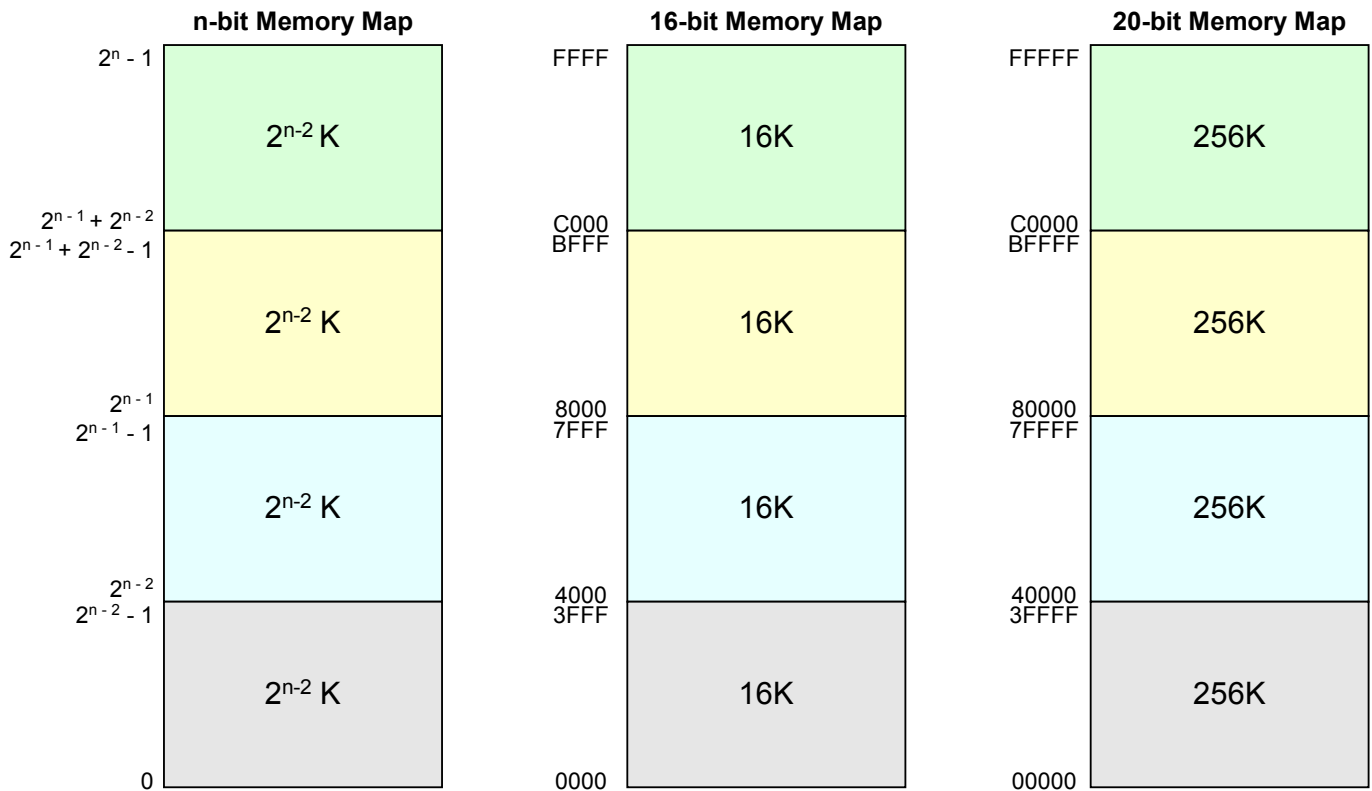 n-bit Memory Map
2ⁿ - 1
2ⁿ⁻² K
2ⁿ⁻¹ + 2ⁿ⁻²
2ⁿ⁻¹ + 2ⁿ⁻² - 1
2ⁿ⁻² K
2ⁿ⁻¹
2ⁿ⁻¹ - 1
2ⁿ⁻² K
2ⁿ⁻²
2ⁿ⁻² - 1
2ⁿ⁻² K
0
16-bit Memory Map
FFFF
16K
C000
BFFF
16K
8000
7FFF
16K
4000
3FFF
16K
0000
20-bit Memory Map
FFFFF
256K
C0000
BFFFF
256K
80000
7FFFF
256K
40000
3FFFF
256K
00000